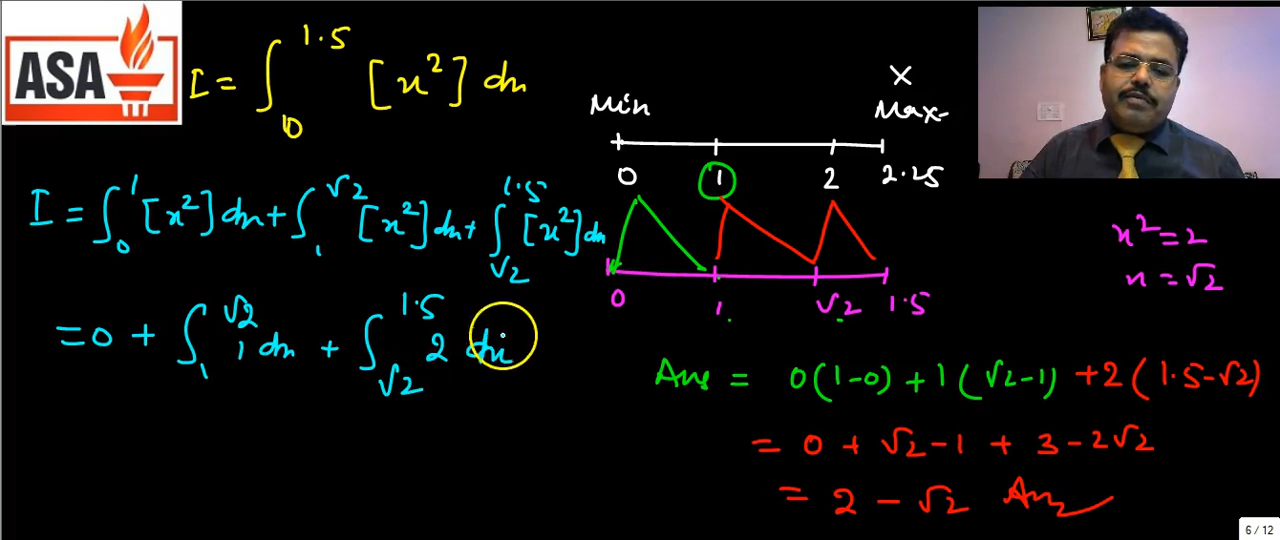 ASA
I = ∫₀^1.5 [x²] dx
I = ∫₀^1 [x²] dx + ∫₁^√2 [x²] dx + ∫_√2^1.5 [x²] dx
= 0 + ∫₁^√2 1 dx + ∫_√2^1.5 2 dx
X
Min Max
0 1 2 2.25
0 1 √2 1.5
x² = 2
x = √2
Ans = 0(1-0) + 1(√2-1) + 2(1.5-√2)
= 0 + √2 - 1 + 3 - 2√2
= 2 - √2 Ans
6 / 12